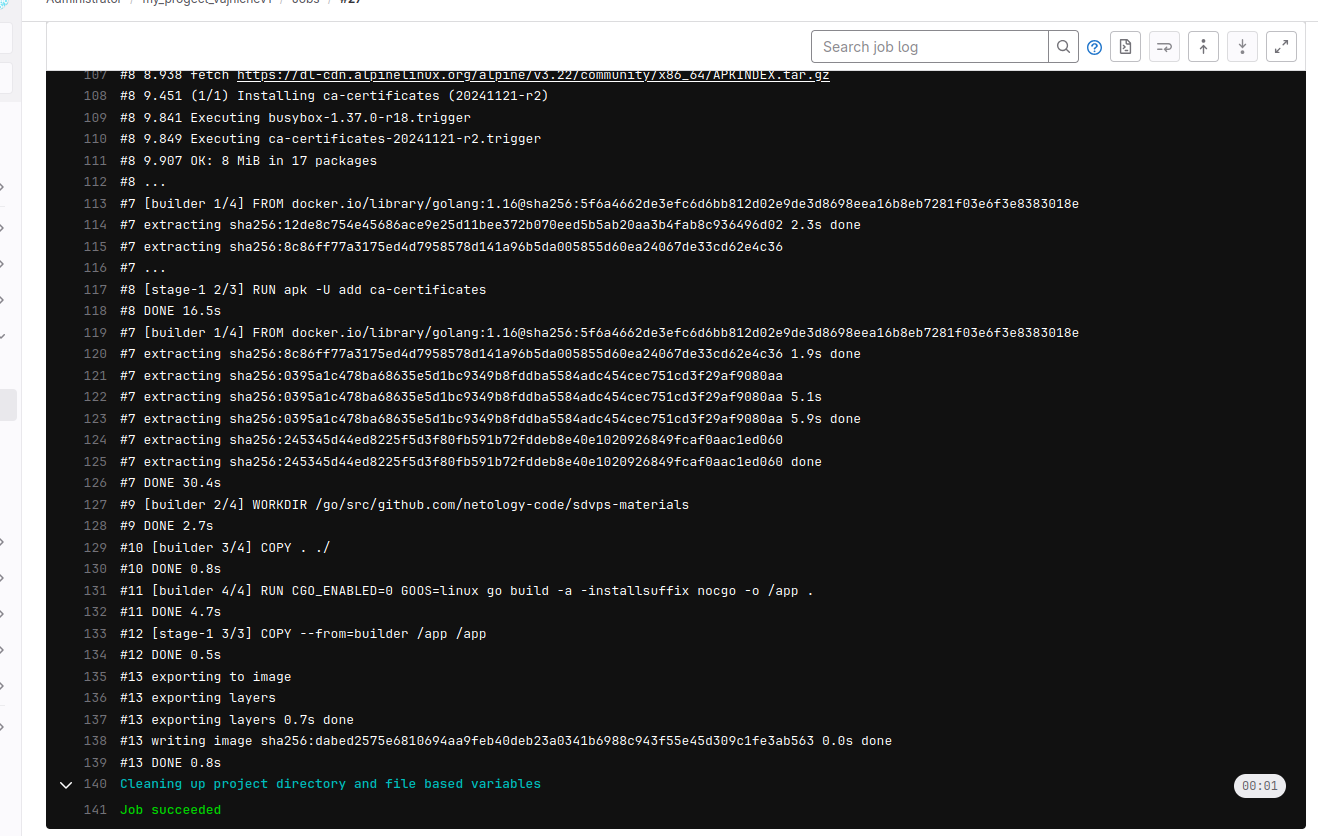 Administrator / my_progect_vajnichev1 / Jobs / #27
Search job log
107 #8 8.938 fetch https://dl-cdn.alpinelinux.org/alpine/v3.22/community/x86_64/APKINDEX.tar.gz
108 #8 9.451 (1/1) Installing ca-certificates (20241121-r2)
109 #8 9.841 Executing busybox-1.37.0-r18.trigger
110 #8 9.849 Executing ca-certificates-20241121-r2.trigger
111 #8 9.907 OK: 8 MiB in 17 packages
112 #8 ...
113 #7 [builder 1/4] FROM docker.io/library/golang:1.16@sha256:5f6a4662de3efc6d6bb812d02e9de3d8698eea16b8eb7281f03e6f3e8383018e
114 #7 extracting sha256:12de8c754e45686ace9e25d11bee372b070eed5b5ab20aa3b4fab8c936496d02 2.3s done
115 #7 extracting sha256:8c86ff77a3175ed4d7958578d141a96b5da005855d60ea24067de33cd62e4c36
116 #7 ...
117 #8 [stage-1 2/3] RUN apk -U add ca-certificates
118 #8 DONE 16.5s
119 #7 [builder 1/4] FROM docker.io/library/golang:1.16@sha256:5f6a4662de3efc6d6bb812d02e9de3d8698eea16b8eb7281f03e6f3e8383018e
120 #7 extracting sha256:8c86ff77a3175ed4d7958578d141a96b5da005855d60ea24067de33cd62e4c36 1.9s done
121 #7 extracting sha256:0395a1c478ba68635e5d1bc9349b8fddba5584adc454cec751cd3f29af9080aa
122 #7 extracting sha256:0395a1c478ba68635e5d1bc9349b8fddba5584adc454cec751cd3f29af9080aa 5.1s
123 #7 extracting sha256:0395a1c478ba68635e5d1bc9349b8fddba5584adc454cec751cd3f29af9080aa 5.9s done
124 #7 extracting sha256:245345d44ed8225f5d3f80fb591b72fddeb8e40e1020926849fcaf0aac1ed060
125 #7 extracting sha256:245345d44ed8225f5d3f80fb591b72fddeb8e40e1020926849fcaf0aac1ed060 done
126 #7 DONE 30.4s
127 #9 [builder 2/4] WORKDIR /go/src/github.com/netology-code/sdvps-materials
128 #9 DONE 2.7s
129 #10 [builder 3/4] COPY . ./
130 #10 DONE 0.8s
131 #11 [builder 4/4] RUN CGO_ENABLED=0 GOOS=linux go build -a -installsuffix nocgo -o /app .
132 #11 DONE 4.7s
133 #12 [stage-1 3/3] COPY --from=builder /app /app
134 #12 DONE 0.5s
135 #13 exporting to image
136 #13 exporting layers
137 #13 exporting layers 0.7s done
138 #13 writing image sha256:dabed2575e6810694aa9feb40deb23a0341b6988c943f55e45d309c1fe3ab563 0.0s done
139 #13 DONE 0.8s
140 Cleaning up project directory and file based variables 00:01
141 Job succeeded